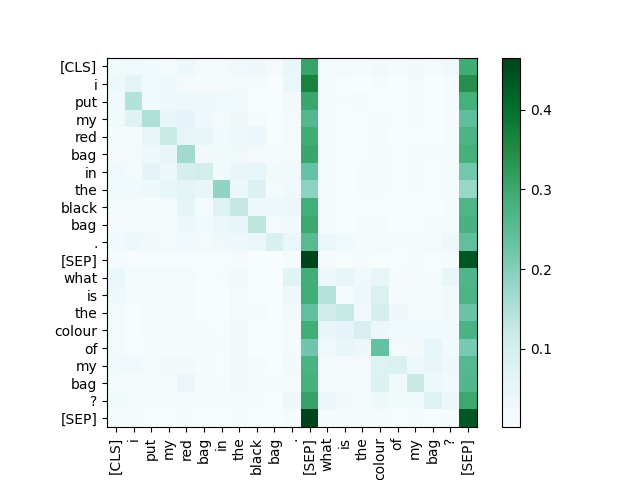 [CLS]
i
put
my
red
bag
in
the
black
bag
.
[SEP]
what
is
the
colour
of
my
bag
?
[SEP]
[CLS] i put my red bag in the black bag . [SEP] what is the colour of my bag ? [SEP]
0.4
0.3
0.2
0.1